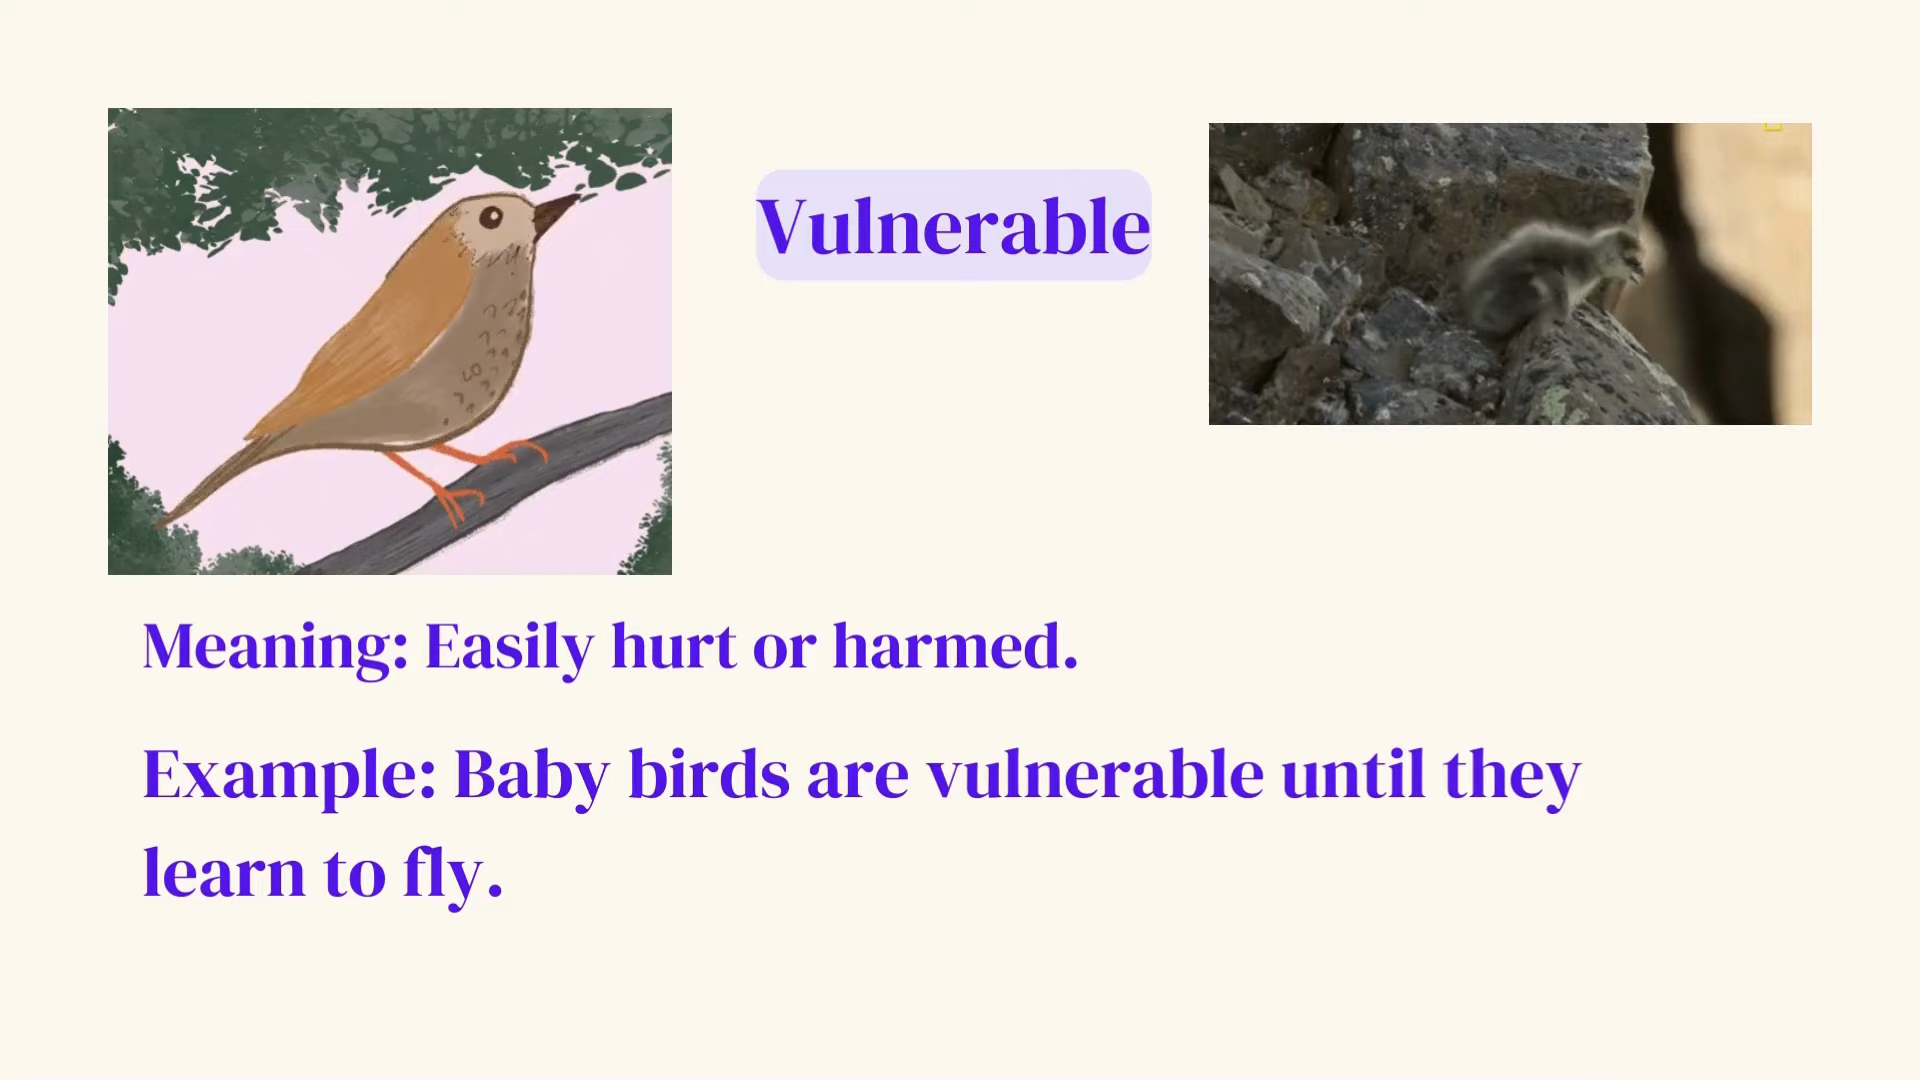 Vulnerable
Meaning: Easily hurt or harmed.
Example: Baby birds are vulnerable until they
learn to fly.